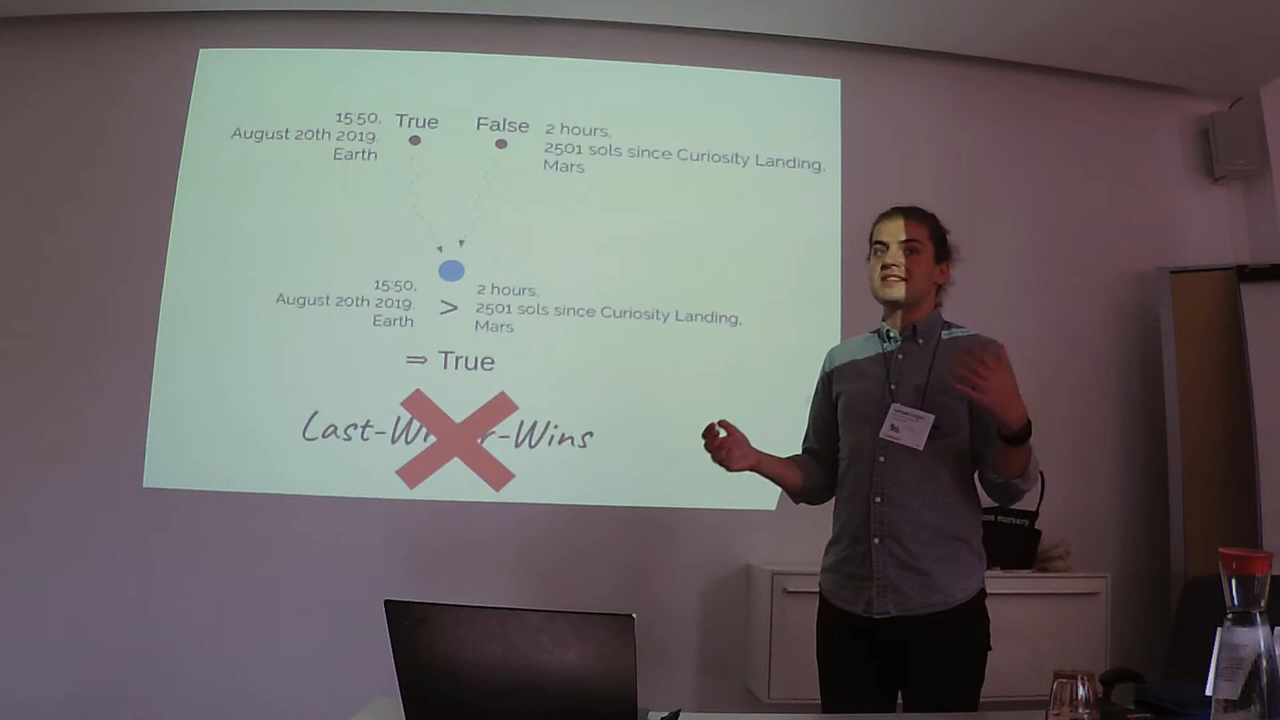 15:50,
August 20th 2019,
Earth
True
False
2 hours,
2501 sols since Curiosity Landing,
Mars
15:50,
August 20th 2019,
Earth
>
2 hours,
2501 sols since Curiosity Landing,
Mars
⇒ True
-Wins
nursery